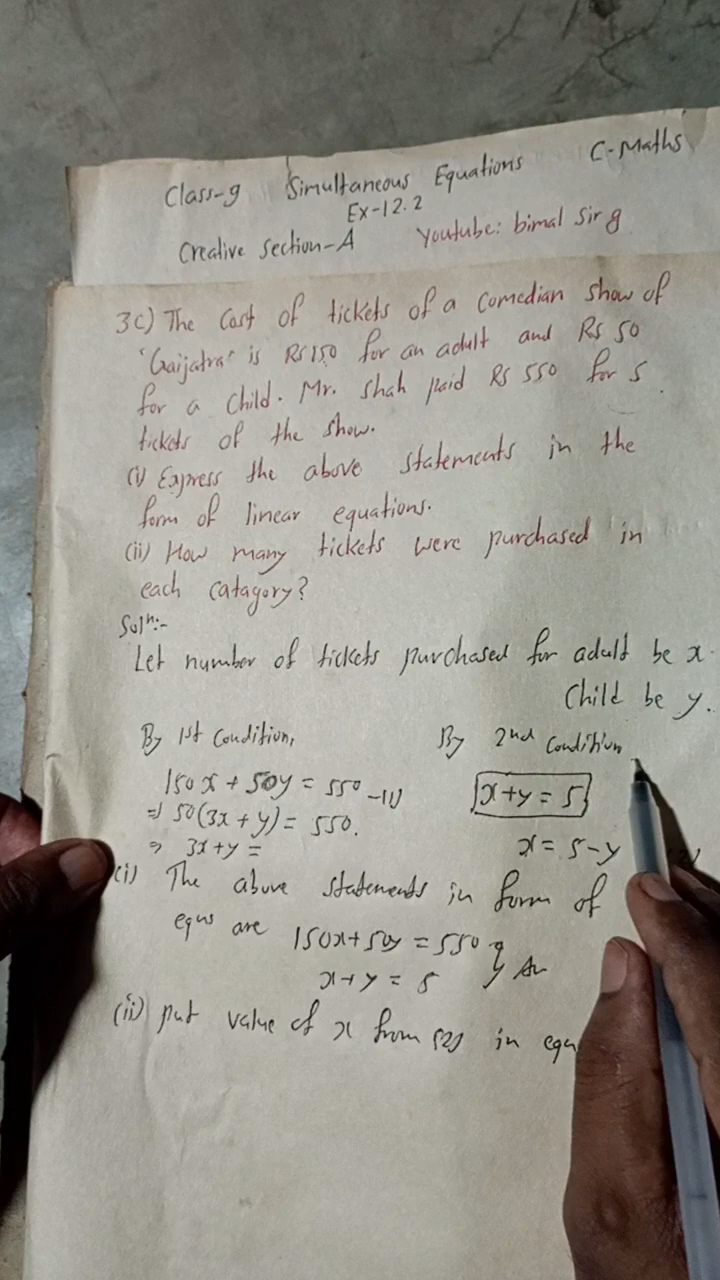 Class-9 Simultaneous Equations C-Maths
Ex-12.2
Creative Section-A Youtube: bimal sir g
3c) The Cost of tickets of a Comedian show of
'Gaijatra' is Rs 150 for an adult and Rs 50
for a child. Mr. Shah paid Rs 550 for 5
tickets of the show.
(i) Express the above statements in the
form of linear equations.
(ii) How many tickets were purchased in
each catagory?
Solⁿ:-
Let number of tickets purchased for adult be x.
Child be y.
By 1st Condition, By 2nd Condition
150x + 50y = 550 -(1) x+y = 5
⇒ 50(3x + y) = 550. 
⇒ 3x+y = x = 5-y
(i) The above statements in form of
equs are 150x+50y = 550
x+y = 5
(ii) put value of x from (2) in equ